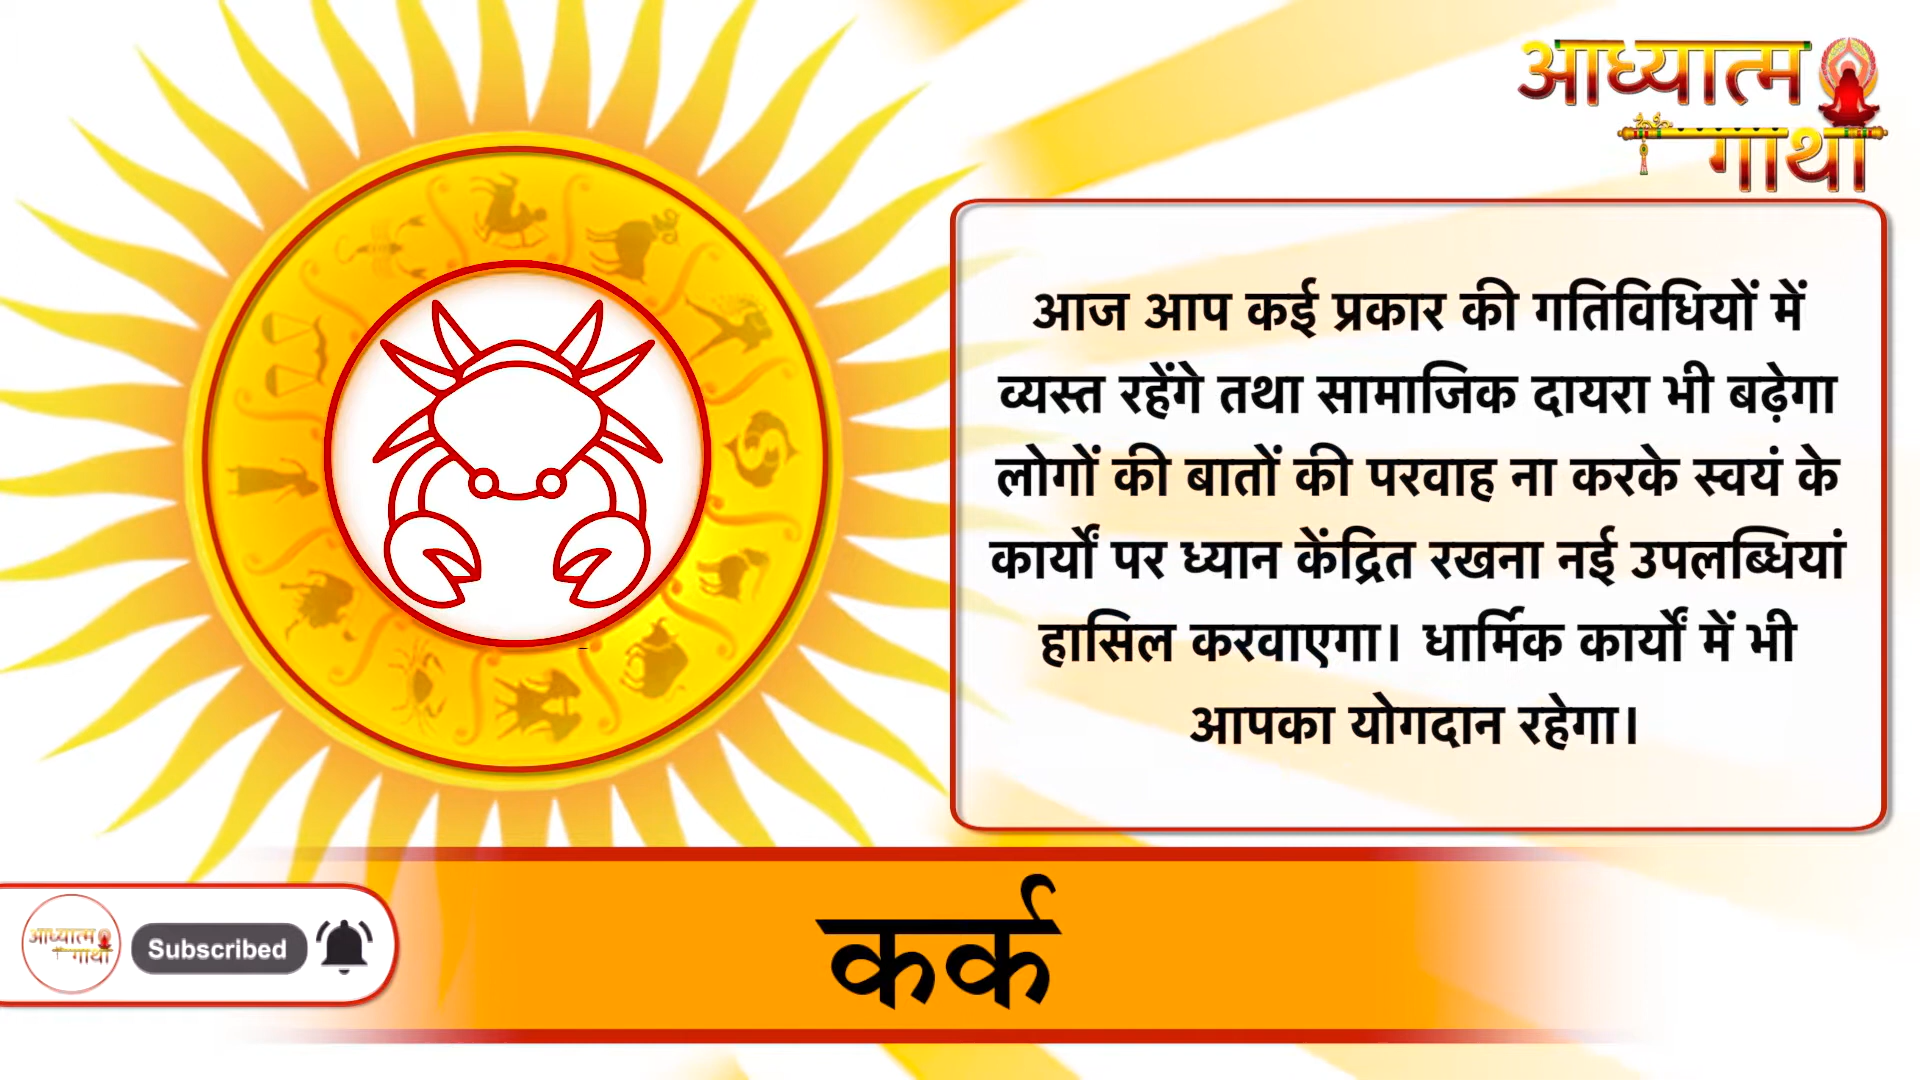 आध्यात्म
गाथा
आज आप कई प्रकार की गतिविधियों में
व्यस्त रहेंगे तथा सामाजिक दायरा भी बढ़ेगा
लोगों की बातों की परवाह ना करके स्वयं के
कार्यों पर ध्यान केंद्रित रखना नई उपलब्धियां
हासिल करवाएगा। धार्मिक कार्यों में भी
आपका योगदान रहेगा।
कर्क
आध्यात्म
गाथा
Subscribed